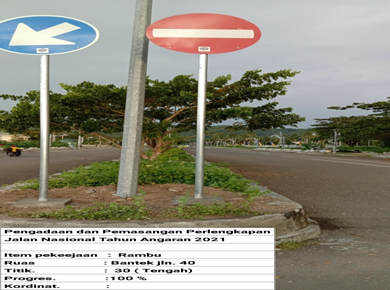 Pengadaan dan Pemasangan Perlengkapan
Jalan Nasional Tahun Angaran 2021
Item pekeejaan : Rambu
Ruas : Bantek jln. 40
Titik. : 30 ( Tengah)
Progres. :100 %
Kordinat. :